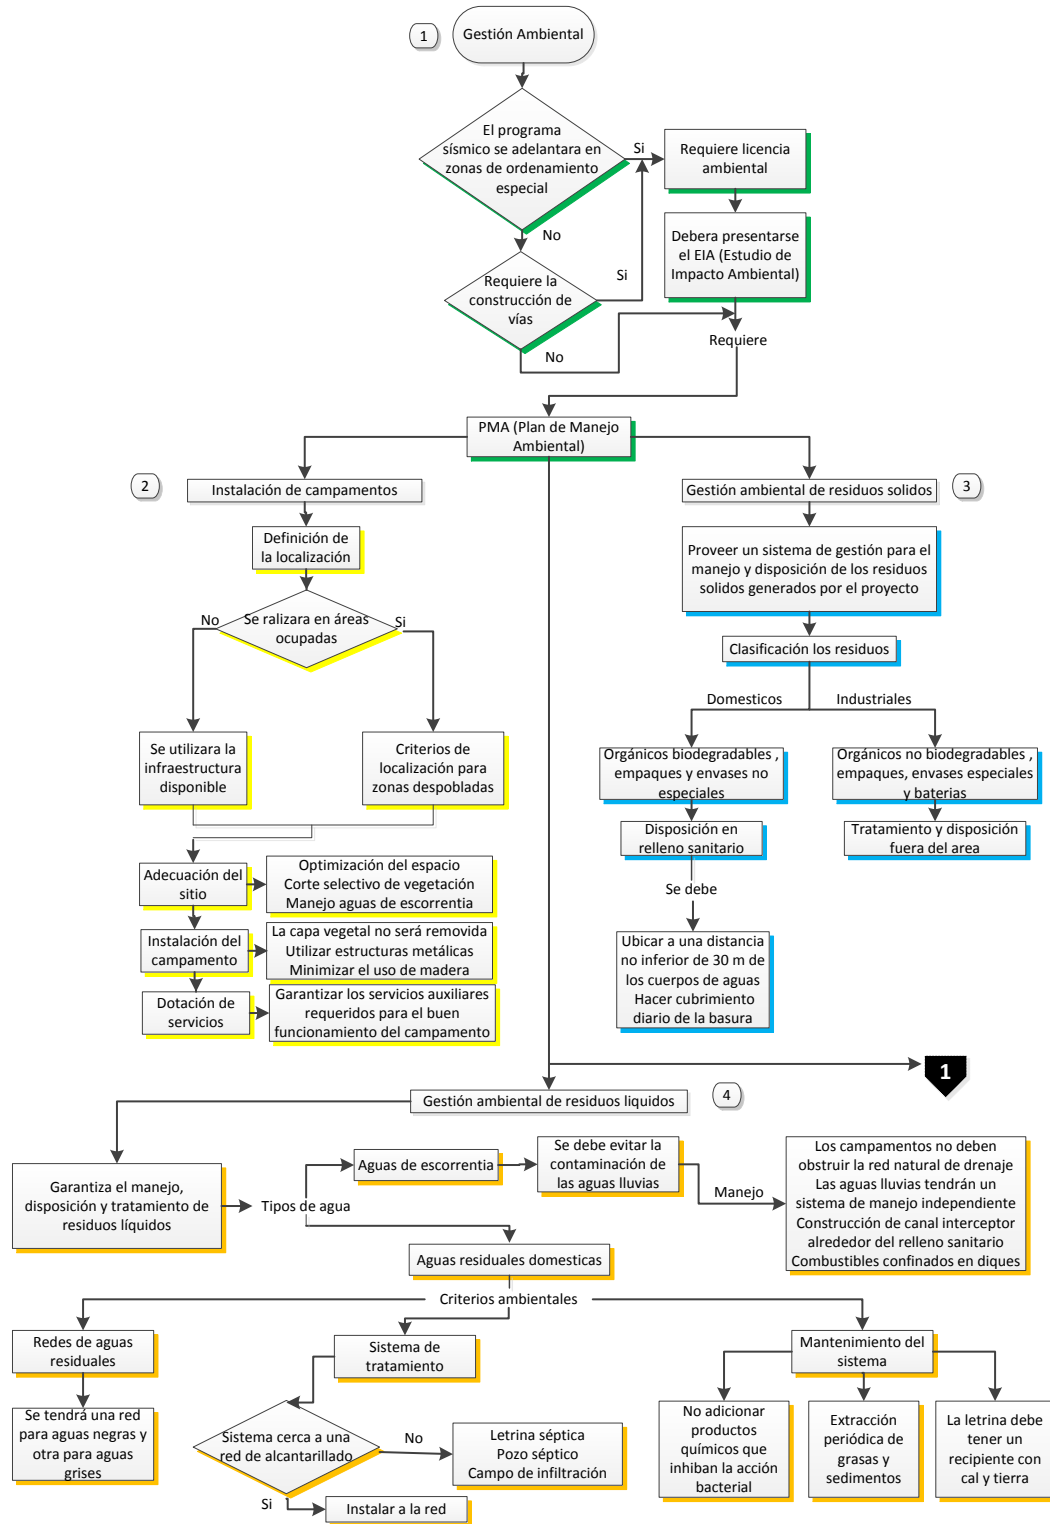 1
Gestión Ambiental
El programa
sísmico se adelantara en
zonas de ordenamiento
especial
Si
Requiere licencia
ambiental
No
Debera presentarse
el EIA (Estudio de
Impacto Ambiental)
Requiere la
construcción de
vías
Si
No
Requiere
PMA (Plan de Manejo
Ambiental)
2
Instalación de campamentos
Definición de
la localización
Se ralizara en áreas
ocupadas
No
Si
Se utilizara la
infraestructura
disponible
Criterios de
localización para
zonas despobladas
Adecuación del
sitio
Optimización del espacio
Corte selectivo de vegetación
Manejo aguas de escorrentia
Instalación del
campamento
La capa vegetal no será removida
Utilizar estructuras metálicas
Minimizar el uso de madera
Dotación de
servicios
Garantizar los servicios auxiliares
requeridos para el buen
funcionamiento del campamento
Gestión ambiental de residuos solidos
3
Proveer un sistema de gestión para el
manejo y disposición de los residuos
solidos generados por el proyecto
Clasificación los residuos
Domesticos
Industriales
Orgánicos biodegradables ,
empaques y envases no
especiales
Orgánicos no biodegradables ,
empaques, envases especiales
y baterias
Disposición en
relleno sanitario
Tratamiento y disposición
fuera del area
Se debe
Ubicar a una distancia
no inferior de 30 m de
los cuerpos de aguas
Hacer cubrimiento
diario de la basura
1
Gestión ambiental de residuos liquidos
4
Garantiza el manejo,
disposición y tratamiento de
residuos líquidos
Tipos de agua
Aguas de escorrentia
Se debe evitar la
contaminación de
las aguas lluvias
Manejo
Los campamentos no deben
obstruir la red natural de drenaje
Las aguas lluvias tendrán un
sistema de manejo independiente
Construcción de canal interceptor
alrededor del relleno sanitario
Combustibles confinados en diques
Aguas residuales domesticas
Criterios ambientales
Redes de aguas
residuales
Se tendrá una red
para aguas negras y
otra para aguas
grises
Sistema de
tratamiento
Sistema cerca a una
red de alcantarillado
No
Letrina séptica
Pozo séptico
Campo de infiltración
Si
Instalar a la red
Mantenimiento del
sistema
No adicionar
productos
químicos que
inhiban la acción
bacterial
Extracción
periódica de
grasas y
sedimentos
La letrina debe
tener un
recipiente con
cal y tierra